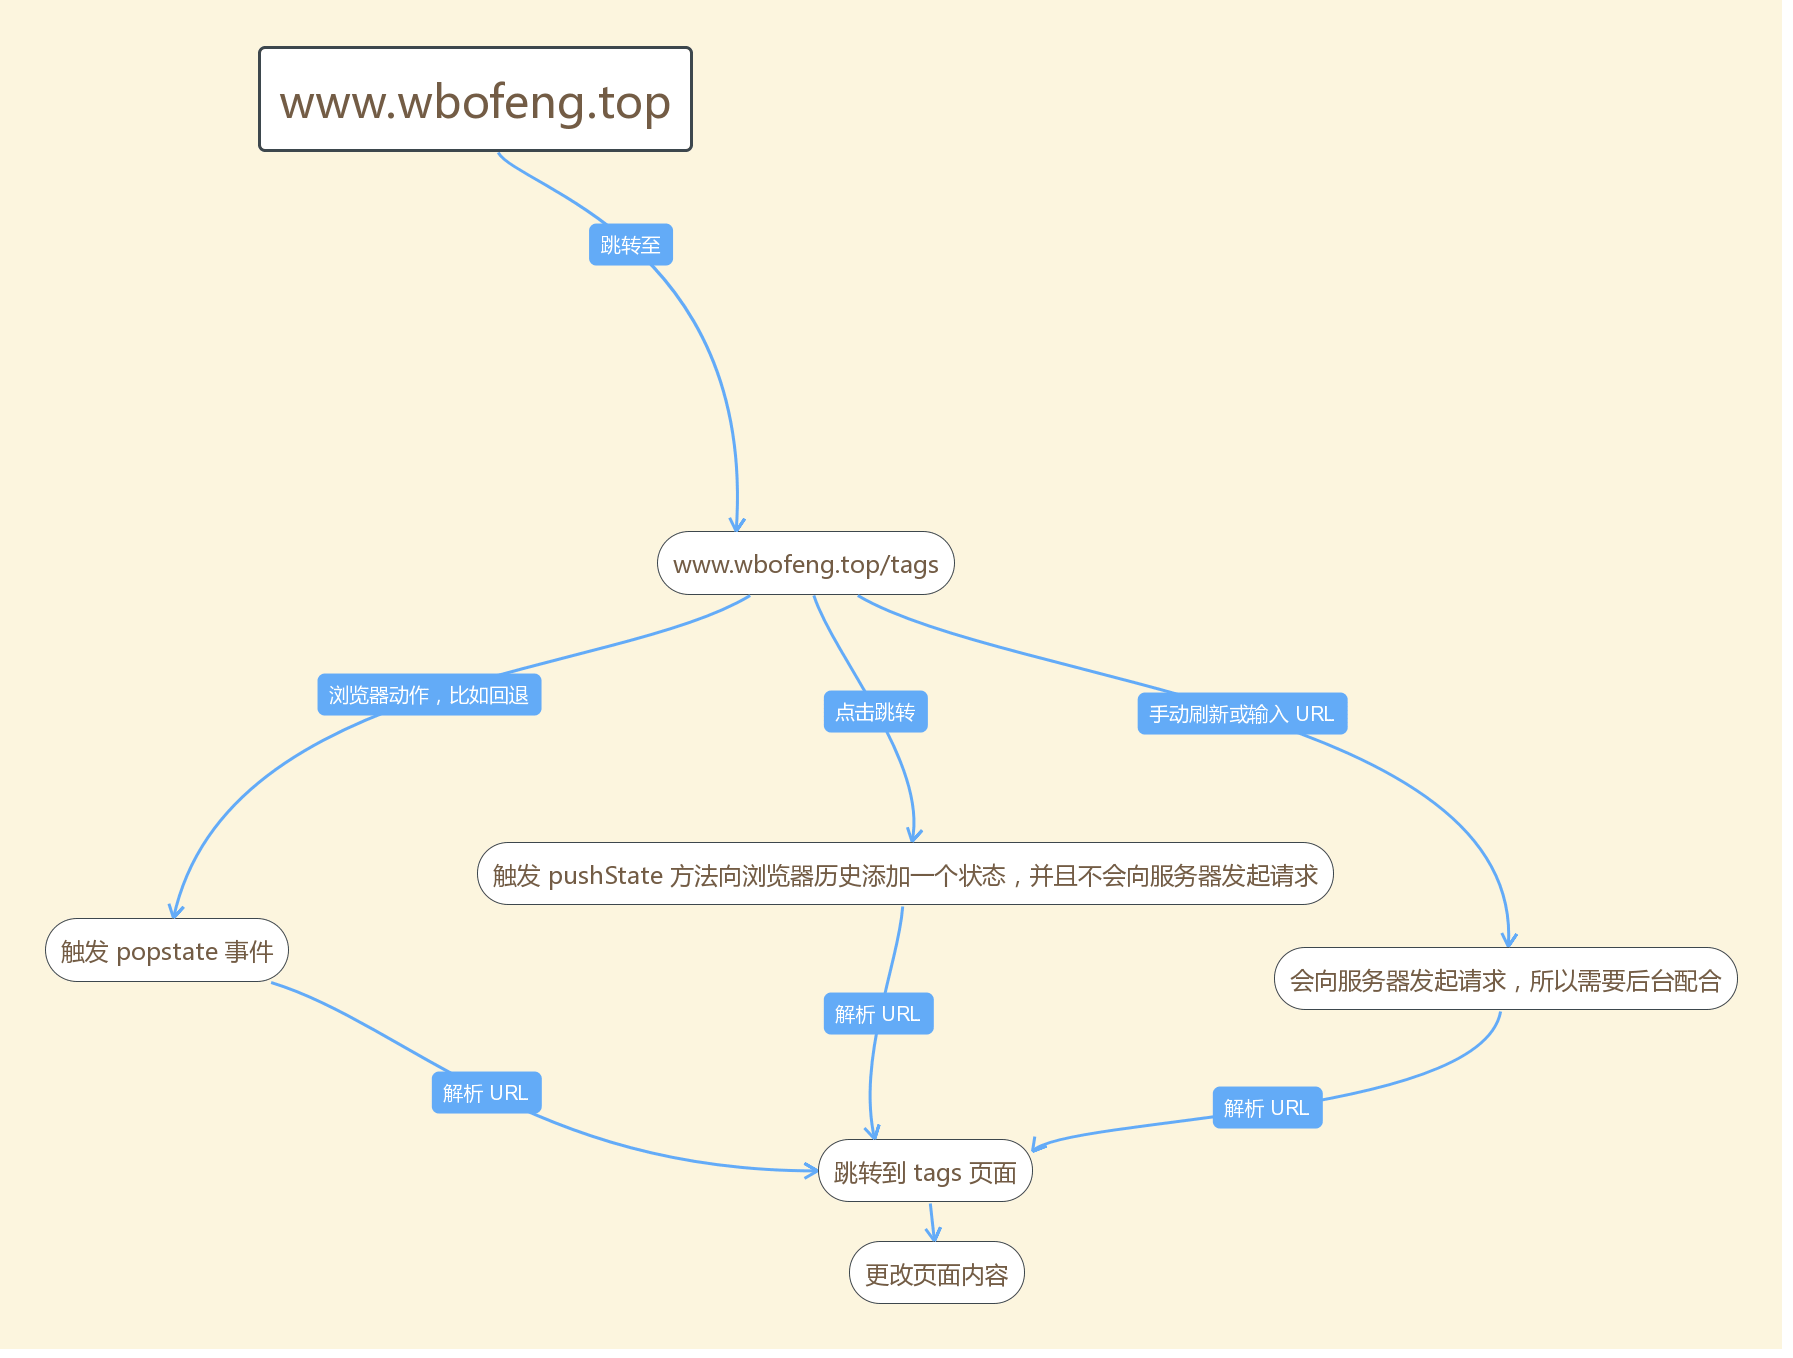 www.wbofeng.top
跳转至
www.wbofeng.top/tags
浏览器动作，比如回退
点击跳转
手动刷新或输入 URL
触发 pushState 方法向浏览器历史添加一个状态，并且不会向服务器发起请求
触发 popstate 事件
会向服务器发起请求，所以需要后台配合
解析 URL
解析 URL
解析 URL
跳转到 tags 页面
更改页面内容